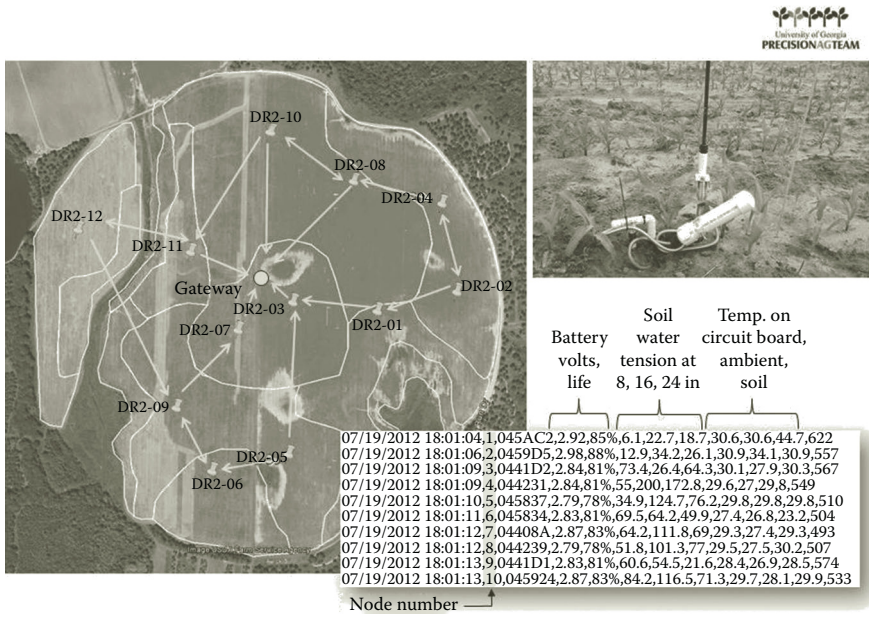 University of Georgia
PRECISIONAGTEAM
DR2-10
DR2-08
DR2-04
DR2-12
DR2-11
Gateway
DR2-02
DR2-03
DR2-01
DR2-07
DR2-09
DR2-05
DR2-06
Battery
volts,
life
Soil
water
tension at
8, 16, 24 in
Temp. on
circuit board,
ambient,
soil
07/19/2012 18:01:04,1,045AC2,2.92,85%,6.1,22.7,18.7,30.6,30.6,44.7,622
07/19/2012 18:01:06,2,0459D5,2.98,88%,12.9,34.2,26.1,30.9,34.1,30.9,557
07/19/2012 18:01:09,3,0441D2,2.84,81%,73.4,26.4,64.3,30.1,27.9,30.3,567
07/19/2012 18:01:09,4,044231,2.84,81%,55,200,172.8,29.6,27,29,8,549
07/19/2012 18:01:10,5,045837,2.79,78%,34.9,124.7,76.2,29.8,29.8,29.8,510
07/19/2012 18:01:11,6,045834,2.83,81%,69.5,64.2,49.9,27.4,26.8,23.2,504
07/19/2012 18:01:12,7,04408A,2.87,83%,64.2,111.8,69,29.3,27.4,29.3,493
07/19/2012 18:01:12,8,044239,2.79,78%,51.8,101.3,77,29.5,27.5,30.2,507
07/19/2012 18:01:13,9,0441D1,2.83,81%,60.6,54.5,21.6,28.4,26.9,28.5,574
07/19/2012 18:01:13,10,045924,2.87,83%,84.2,116.5,71.3,29.7,28.1,29.9,533
Node number